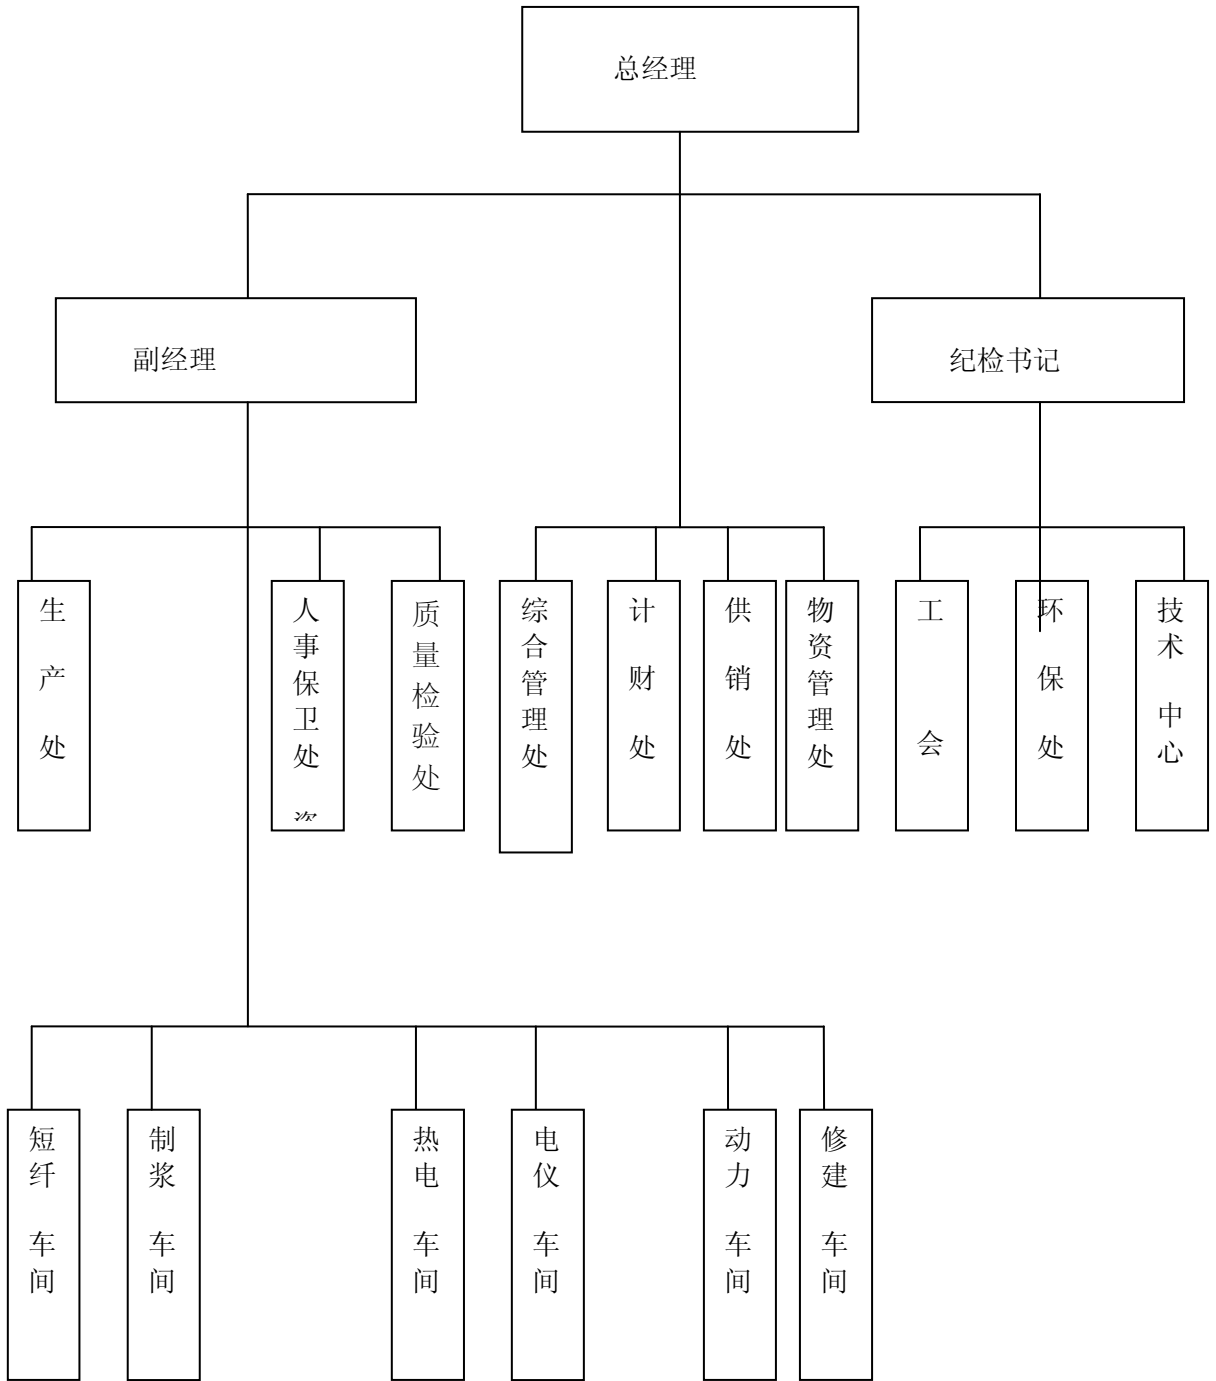 总经理
副经理
纪检书记
生产处
人事保卫处
质量检验处
综合管理处
计财处
供销处
物资管理处
工会
环保处
技术中心
短纤车间
制浆车间
热电车间
电仪车间
动力车间
修建车间